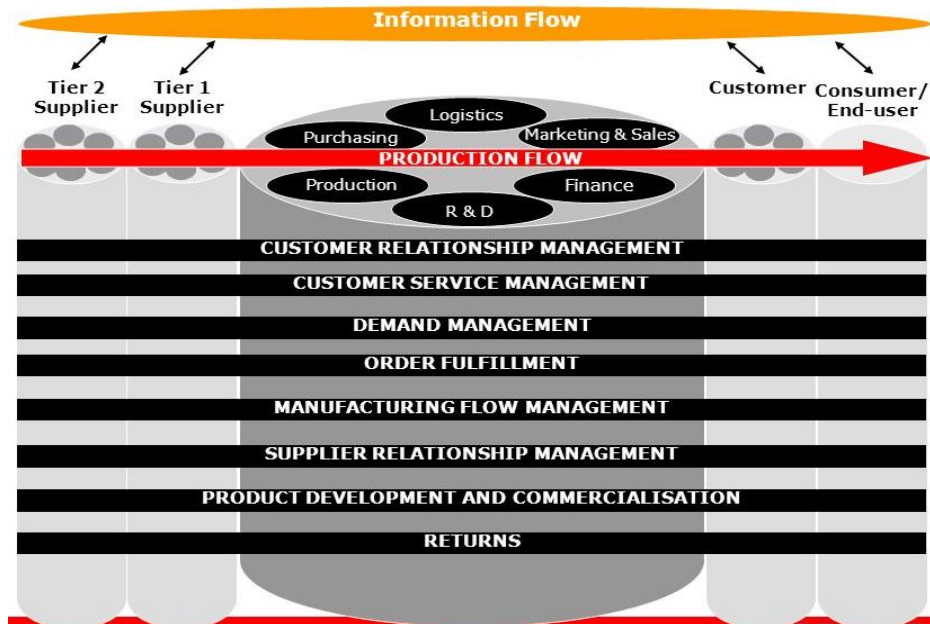 Information Flow
Tier 2
Supplier
Tier 1
Supplier
Customer
Consumer/
End-user
Logistics
Purchasing
Marketing & Sales
PRODUCTION FLOW
Production
Finance
R & D
CUSTOMER RELATIONSHIP MANAGEMENT
CUSTOMER SERVICE MANAGEMENT
DEMAND MANAGEMENT
ORDER FULFILLMENT
MANUFACTURING FLOW MANAGEMENT
SUPPLIER RELATIONSHIP MANAGEMENT
PRODUCT DEVELOPMENT AND COMMERCIALISATION
RETURNS